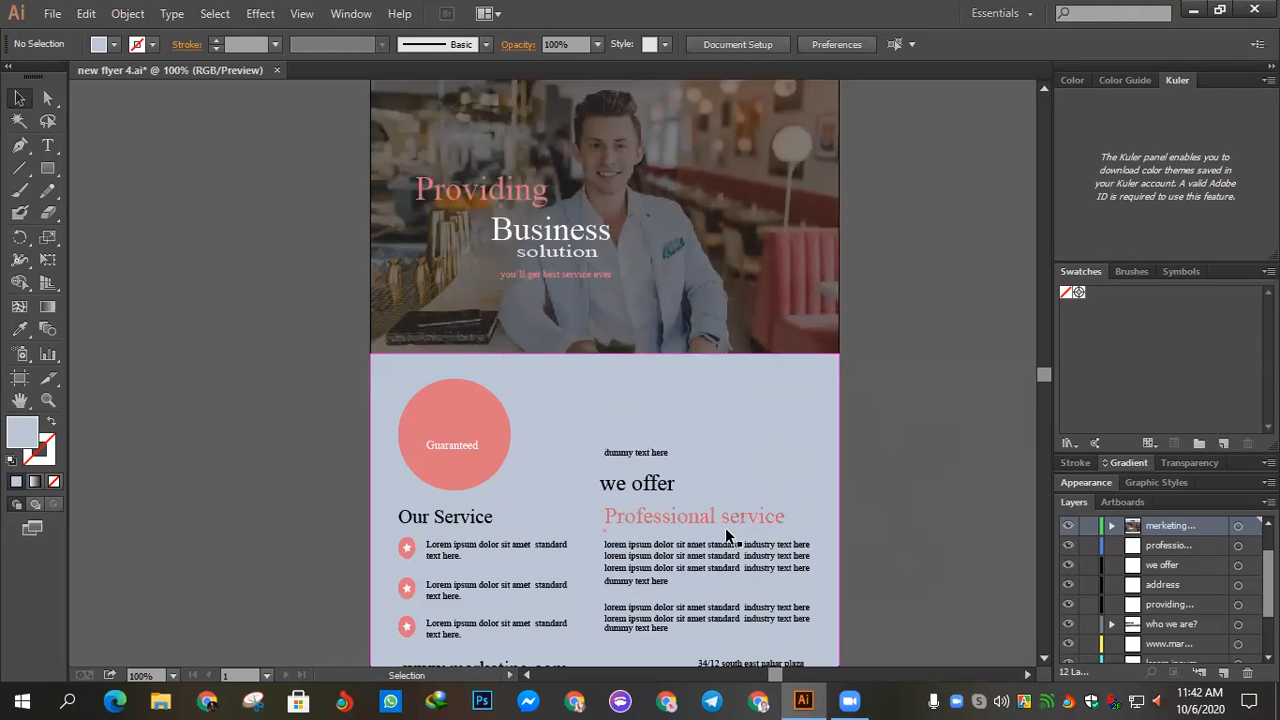 Ai File Edit Object Type Select Effect View Window Help Br Essentials
No Selection Stroke: Basic Opacity: 100% Style: Document Setup Preferences
new flyer 4.ai* @ 100% (RGB/Preview)
Color Color Guide Kuler
The Kuler panel enables you to
download color themes saved in
your Kuler account. A valid Adobe
ID is required to use this feature.
Providing
Business
solution
you'll get best service ever
Swatches Brushes Symbols
Guaranteed
dummy text here
we offer
Our Service
Professional service
Lorem ipsum dolor sit amet standard
text here.
Lorem ipsum dolor sit amet standard
text here.
Lorem ipsum dolor sit amet standard
text here.
lorem ipsum dolor sit amet standard industry text here
lorem ipsum dolor sit amet standard industry text here
lorem ipsum dolor sit amet standard industry text here
dummy text here
lorem ipsum dolor sit amet standard industry text here
lorem ipsum dolor sit amet standard industry text here
dummy text here
www.marketing.com
34/12 south east nahar plaza
Stroke Gradient Transparency
Appearance Graphic Styles
Layers Artboards
merketing...
professio...
we offer
address
providing...
who we are?
www.mar...
12 La...
100% 1 Selection
Ps Ai
1:42 AM
10/6/2020